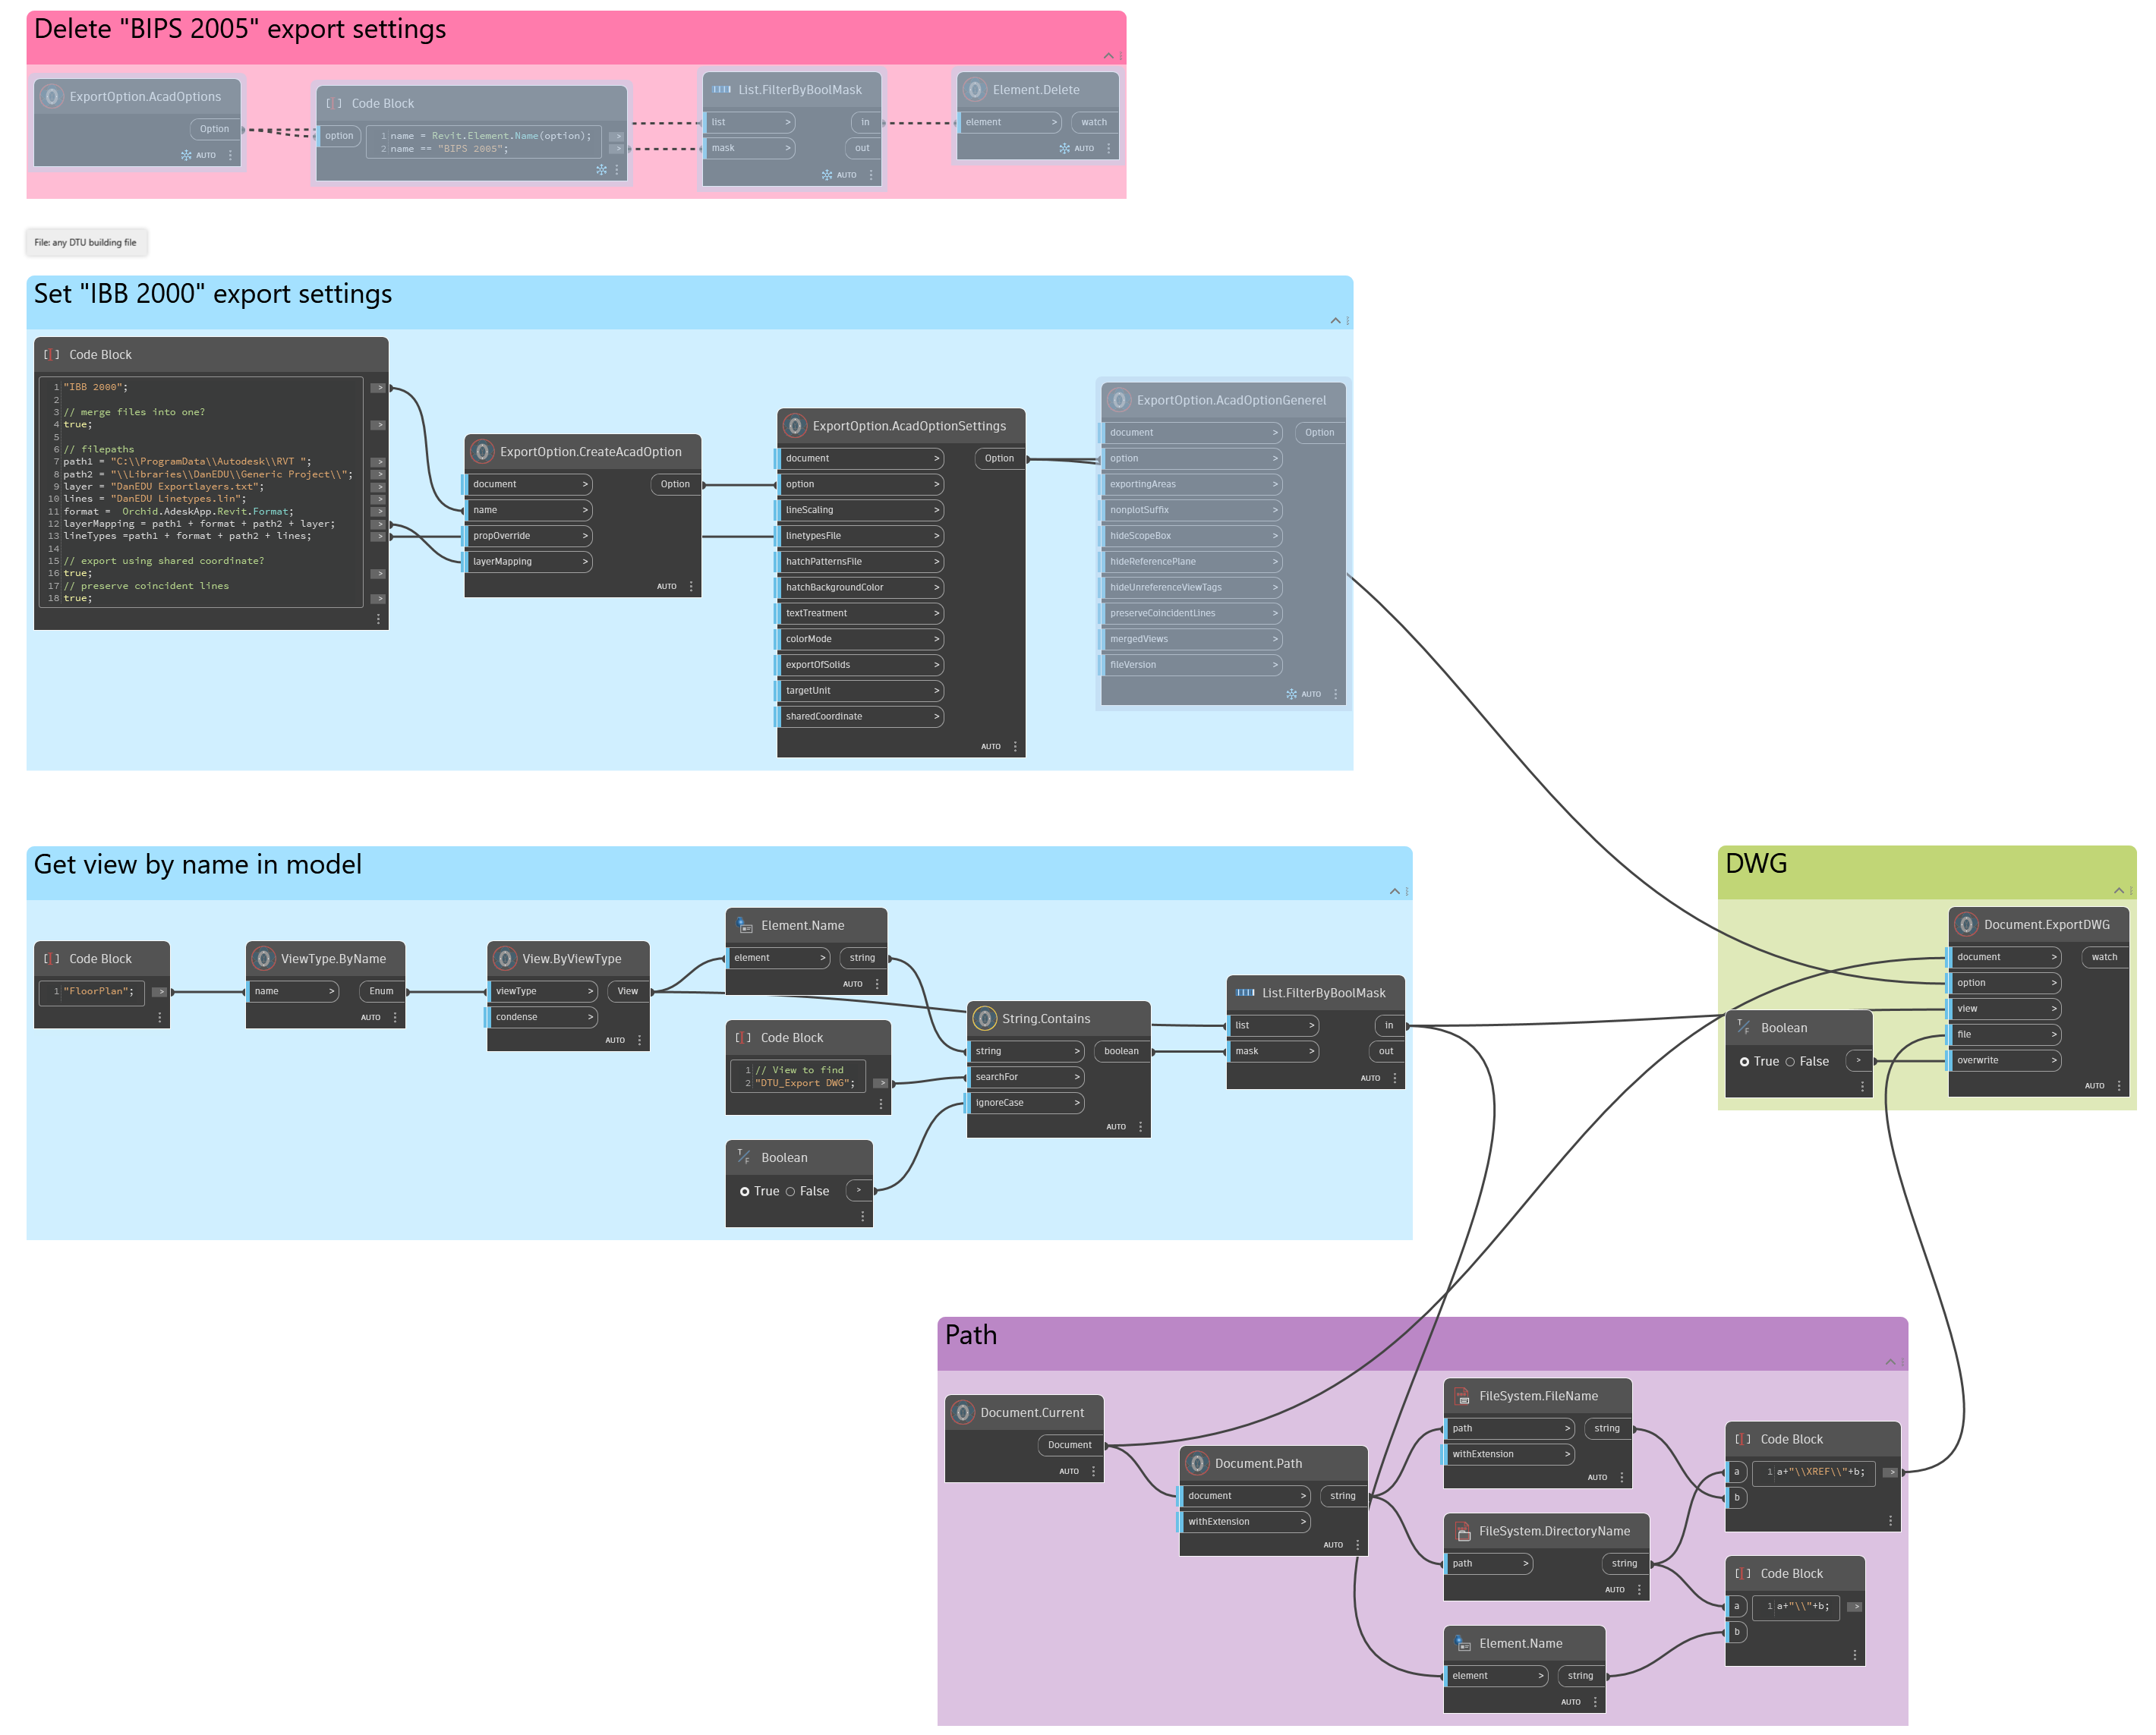 Delete "BIPS 2005" export settings
ExportOption.AcadOptions
Option
AUTO
Code Block
option
1 name = Revit.Element.Name(option); >
2 name == "BIPS 2005"; >
List.FilterByBoolMask
list > in
mask > out
AUTO
Element.Delete
element > watch
AUTO
File: any DTU building file
Set "IBB 2000" export settings
Code Block
1 "IBB 2000"; >
2
3 // merge files into one?
4 true; >
5
6 // filepaths
7 path1 = "C:\\ProgramData\\Autodesk\\RVT "; >
8 path2 = "\\Libraries\\DanEDU\\Generic Project\\"; >
9 layer = "DanEDU Exportlayers.txt"; >
10 lines = "DanEDU Linetypes.lin"; >
11 format =  Orchid.AdeskApp.Revit.Format; >
12 layerMapping = path1 + format + path2 + layer; >
13 lineTypes =path1 + format + path2 + lines; >
14
15 // export using shared coordinate?
16 true; >
17 // preserve coincident lines
18 true; >
ExportOption.CreateAcadOption
document > Option
name >
propOverride >
layerMapping >
AUTO
ExportOption.AcadOptionSettings
document > Option
option >
lineScaling >
linetypesFile >
hatchPatternsFile >
hatchBackgroundColor >
textTreatment >
colorMode >
exportOfSolids >
targetUnit >
sharedCoordinate >
AUTO
ExportOption.AcadOptionGenerel
document > Option
option >
exportingAreas >
nonplotSuffix >
hideScopeBox >
hideReferencePlane >
hideUnreferenceViewTags >
preserveCoincidentLines >
mergedViews >
fileVersion >
AUTO
Get view by name in model
Code Block
1 "FloorPlan"; >
ViewType.ByName
name > Enum
AUTO
View.ByViewType
viewType > View
condense >
AUTO
Element.Name
element > string
AUTO
Code Block
1 // View to find
2 "DTU_Export DWG"; >
Boolean
True False >
String.Contains
string > boolean
searchFor >
ignoreCase >
AUTO
List.FilterByBoolMask
list > in
mask > out
AUTO
DWG
Boolean
True False >
Document.ExportDWG
document > watch
option >
view >
file >
overwrite >
AUTO
Path
Document.Current
Document
AUTO
Document.Path
document > string
withExtension >
AUTO
FileSystem.FileName
path > string
withExtension >
AUTO
FileSystem.DirectoryName
path > string
AUTO
Element.Name
element > string
AUTO
Code Block
a 1 a+"\\XREF\\"+b; >
b
Code Block
a 1 a+"\\"+b; >
b